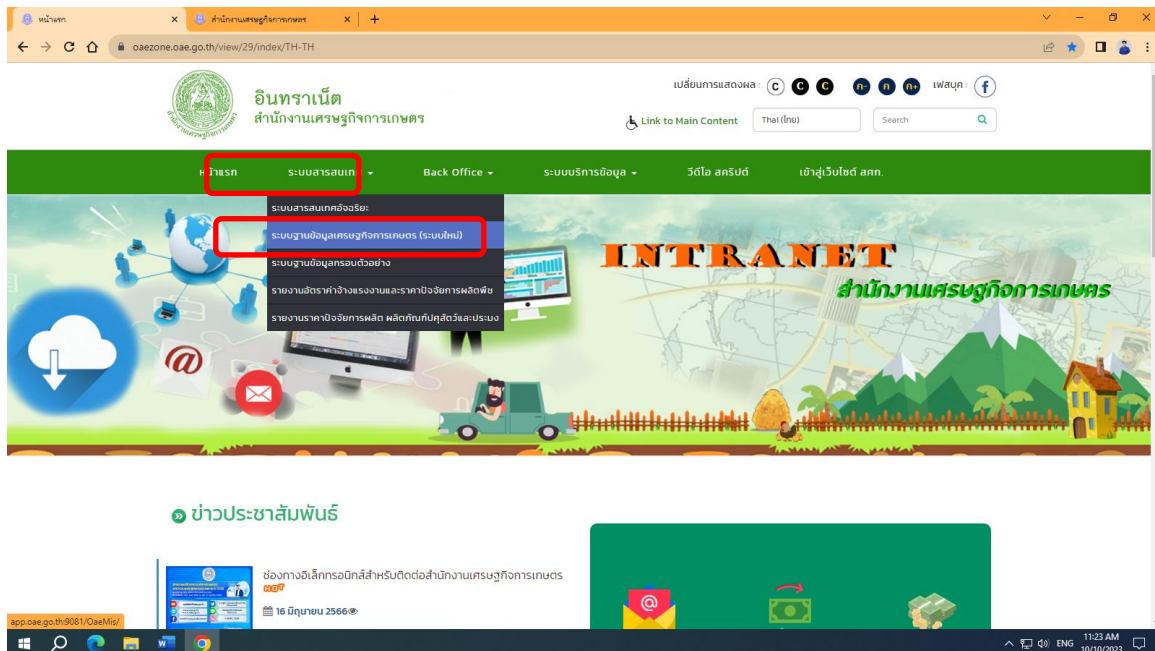 หน้าแรก
สำนักงานเศรษฐกิจการเกษตร
oaezone.oae.go.th/view/29/index/TH-TH
อินทราเน็ต
สำนักงานเศรษฐกิจการเกษตร
เปลี่ยนการแสดงผล : C C C ก- ก ก+ เฟสบุค : f
Link to Main Content Thai (ไทย) Search
หน้าแรก ระบบสารสนเทศ Back Office ระบบบริการข้อมูล วีดีโอ สคริปต์ เข้าสู่เว็บไซต์ สศก.
ระบบสารสนเทศอัจฉริยะ
ระบบฐานข้อมูลเศรษฐกิจการเกษตร (ระบบใหม่)
ระบบฐานข้อมูลกรอบตัวอย่าง
รายงานอัตราค่าจ้างแรงงานและราคาปัจจัยการผลิตพืช
รายงานราคาปัจจัยการผลิต ผลิตภัณฑ์ปศุสัตว์และประมง
INTRANET
สำนักงานเศรษฐกิจการเกษตร
@
ข่าวประชาสัมพันธ์
ช่องทางอิเล็กทรอนิกส์สำหรับติดต่อสำนักงานเศรษฐกิจการเกษตร
HOT
16 มิถุนายน 2566
@
app.oae.go.th:9081/OaeMis/
ENG 11:23 AM
10/10/2023